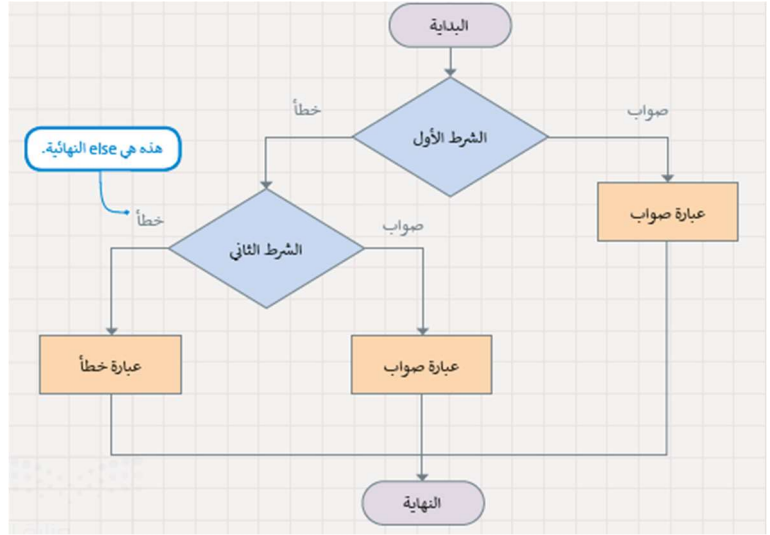 البداية
الشرط الأول
صواب
خطأ
هذه هي else النهائية.
عبارة صواب
الشرط الثاني
صواب
خطأ
عبارة صواب
عبارة خطأ
النهاية